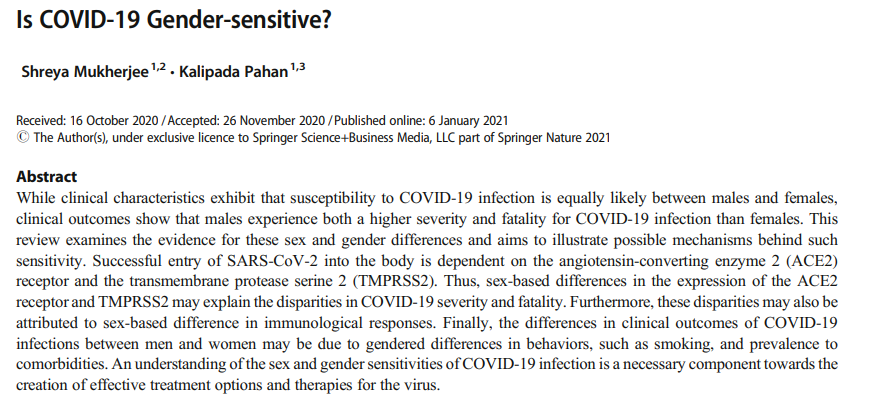 Is COVID-19 Gender-sensitive?
Shreya Mukherjee 1,2 · Kalipada Pahan 1,3
Received: 16 October 2020 / Accepted: 26 November 2020 / Published online: 6 January 2021
© The Author(s), under exclusive licence to Springer Science+Business Media, LLC part of Springer Nature 2021
Abstract
While clinical characteristics exhibit that susceptibility to COVID-19 infection is equally likely between males and females,
clinical outcomes show that males experience both a higher severity and fatality for COVID-19 infection than females. This
review examines the evidence for these sex and gender differences and aims to illustrate possible mechanisms behind such
sensitivity. Successful entry of SARS-CoV-2 into the body is dependent on the angiotensin-converting enzyme 2 (ACE2)
receptor and the transmembrane protease serine 2 (TMPRSS2). Thus, sex-based differences in the expression of the ACE2
receptor and TMPRSS2 may explain the disparities in COVID-19 severity and fatality. Furthermore, these disparities may also be
attributed to sex-based difference in immunological responses. Finally, the differences in clinical outcomes of COVID-19
infections between men and women may be due to gendered differences in behaviors, such as smoking, and prevalence to
comorbidities. An understanding of the sex and gender sensitivities of COVID-19 infection is a necessary component towards the
creation of effective treatment options and therapies for the virus.